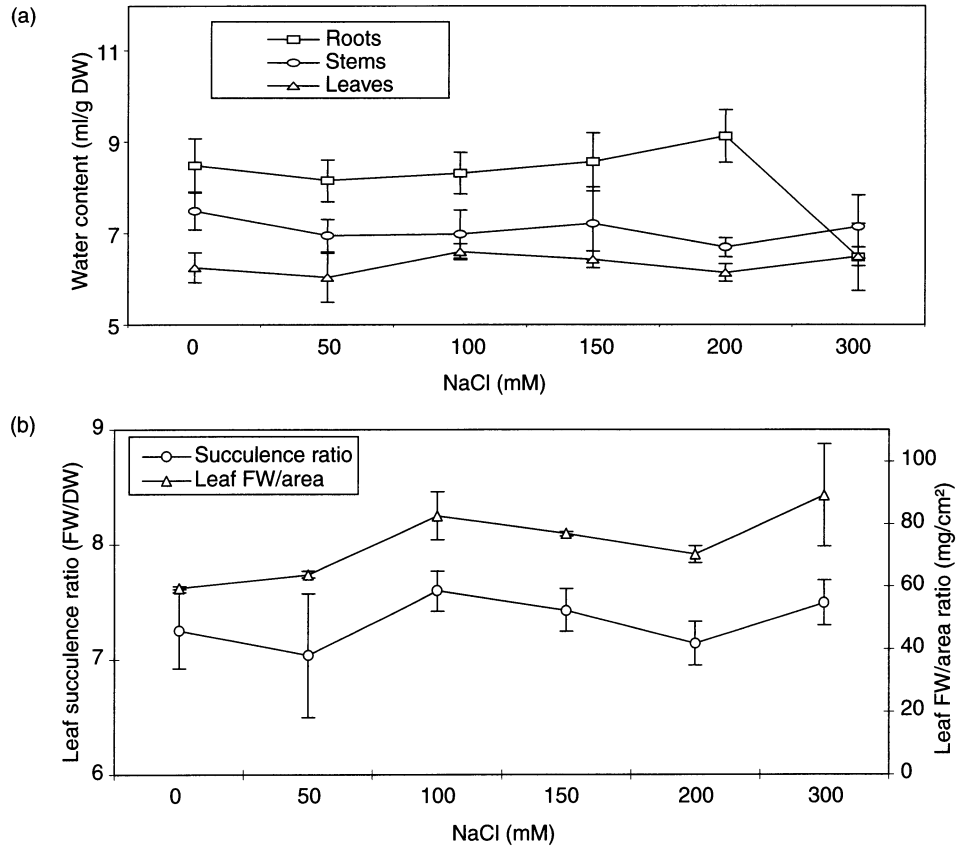 (a)
Roots
Stems
Leaves
Water content (ml/g DW)
11
9
7
5
0 50 100 150 200 300
NaCl (mM)
(b)
Succulence ratio
Leaf FW/area
Leaf succulence ratio (FW/DW)
9
8
7
6
Leaf FW/area ratio (mg/cm²)
100
80
60
40
20
0
0 50 100 150 200 300
NaCl (mM)